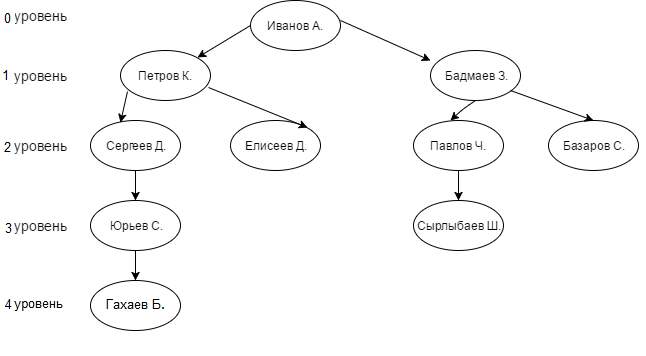 0 уровень
Иванов А.
1 уровень
Петров К.
Бадмаев З.
2 уровень
Сергеев Д.
Елисеев Д.
Павлов Ч.
Базаров С.
3 уровень
Юрьев С.
Сырлыбаев Ш.
4 уровень
Гахаев Б.